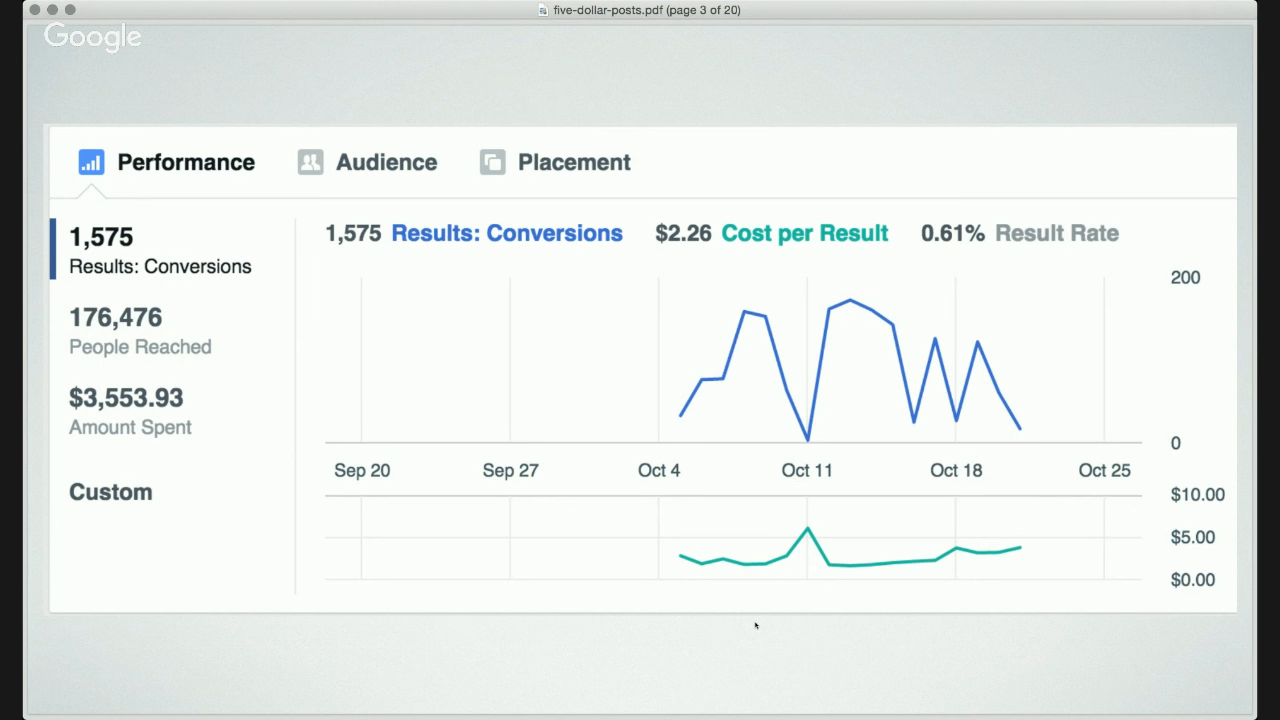 five-dollar-posts.pdf (page 3 of 20)
Google
Performance Audience Placement
1,575
Results: Conversions
176,476
People Reached
$3,553.93
Amount Spent
Custom
1,575 Results: Conversions $2.26 Cost per Result 0.61% Result Rate
200
0
Sep 20 Sep 27 Oct 4 Oct 11 Oct 18 Oct 25
$10.00
$5.00
$0.00